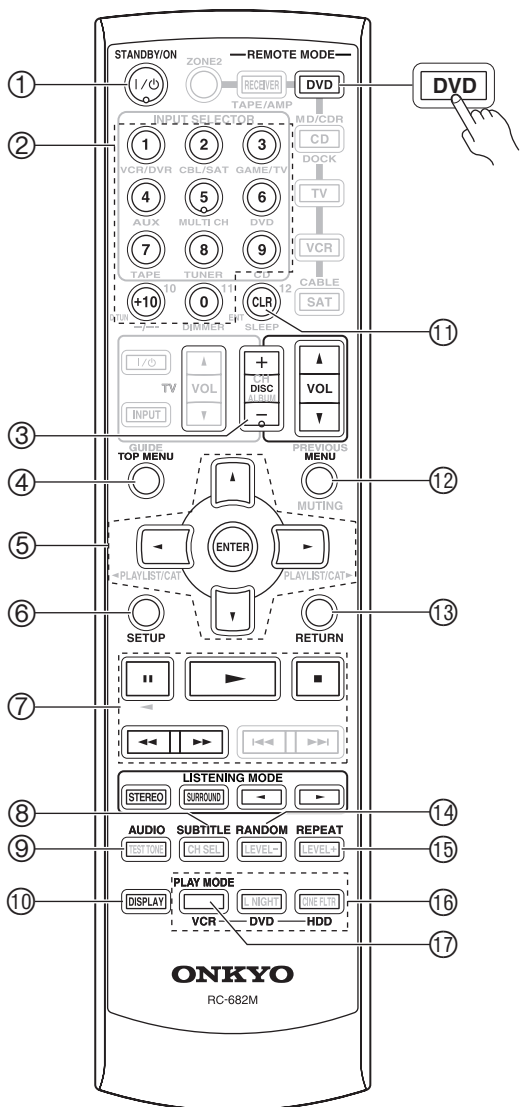 STANDBY/ON
ZONE2
REMOTE MODE
RECEIVER
DVD
DVD
TAPE/AMP
①
INPUT SELECTOR
MD/CDR
②
1 2 3
CD
VCR/DVR CBL/SAT GAME/TV
DOCK
4 5 6
TV
AUX MULTI CH DVD
7 8 9
VCR
TAPE TUNER CD
CABLE
+10 10 0 11 CLR 12
SAT
D.TUN ENT
-/-- DIMMER SLEEP
⑪
TV VOL
+
CH
DISC
ALBUM
−
VOL
INPUT
③
GUIDE PREVIOUS
TOP MENU MENU
④ ⑫
MUTING
⑤
ENTER
◄PLAYLIST/CAT PLAYLIST/CAT►
⑥ ⑬
SETUP RETURN
⑦
LISTENING MODE
STEREO SURROUND
⑧ ⑭
AUDIO SUBTITLE RANDOM REPEAT
⑨ TEST TONE CH SEL LEVEL- LEVEL+ ⑮
PLAY MODE
⑩ DISPLAY L NIGHT CINE FLTR ⑯
VCR DVD HDD
⑰
ONKYO
RC-682M